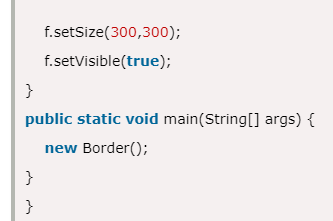 f.setSize(300,300);
f.setVisible(true);
}
public static void main(String[] args) {
new Border();
}
}